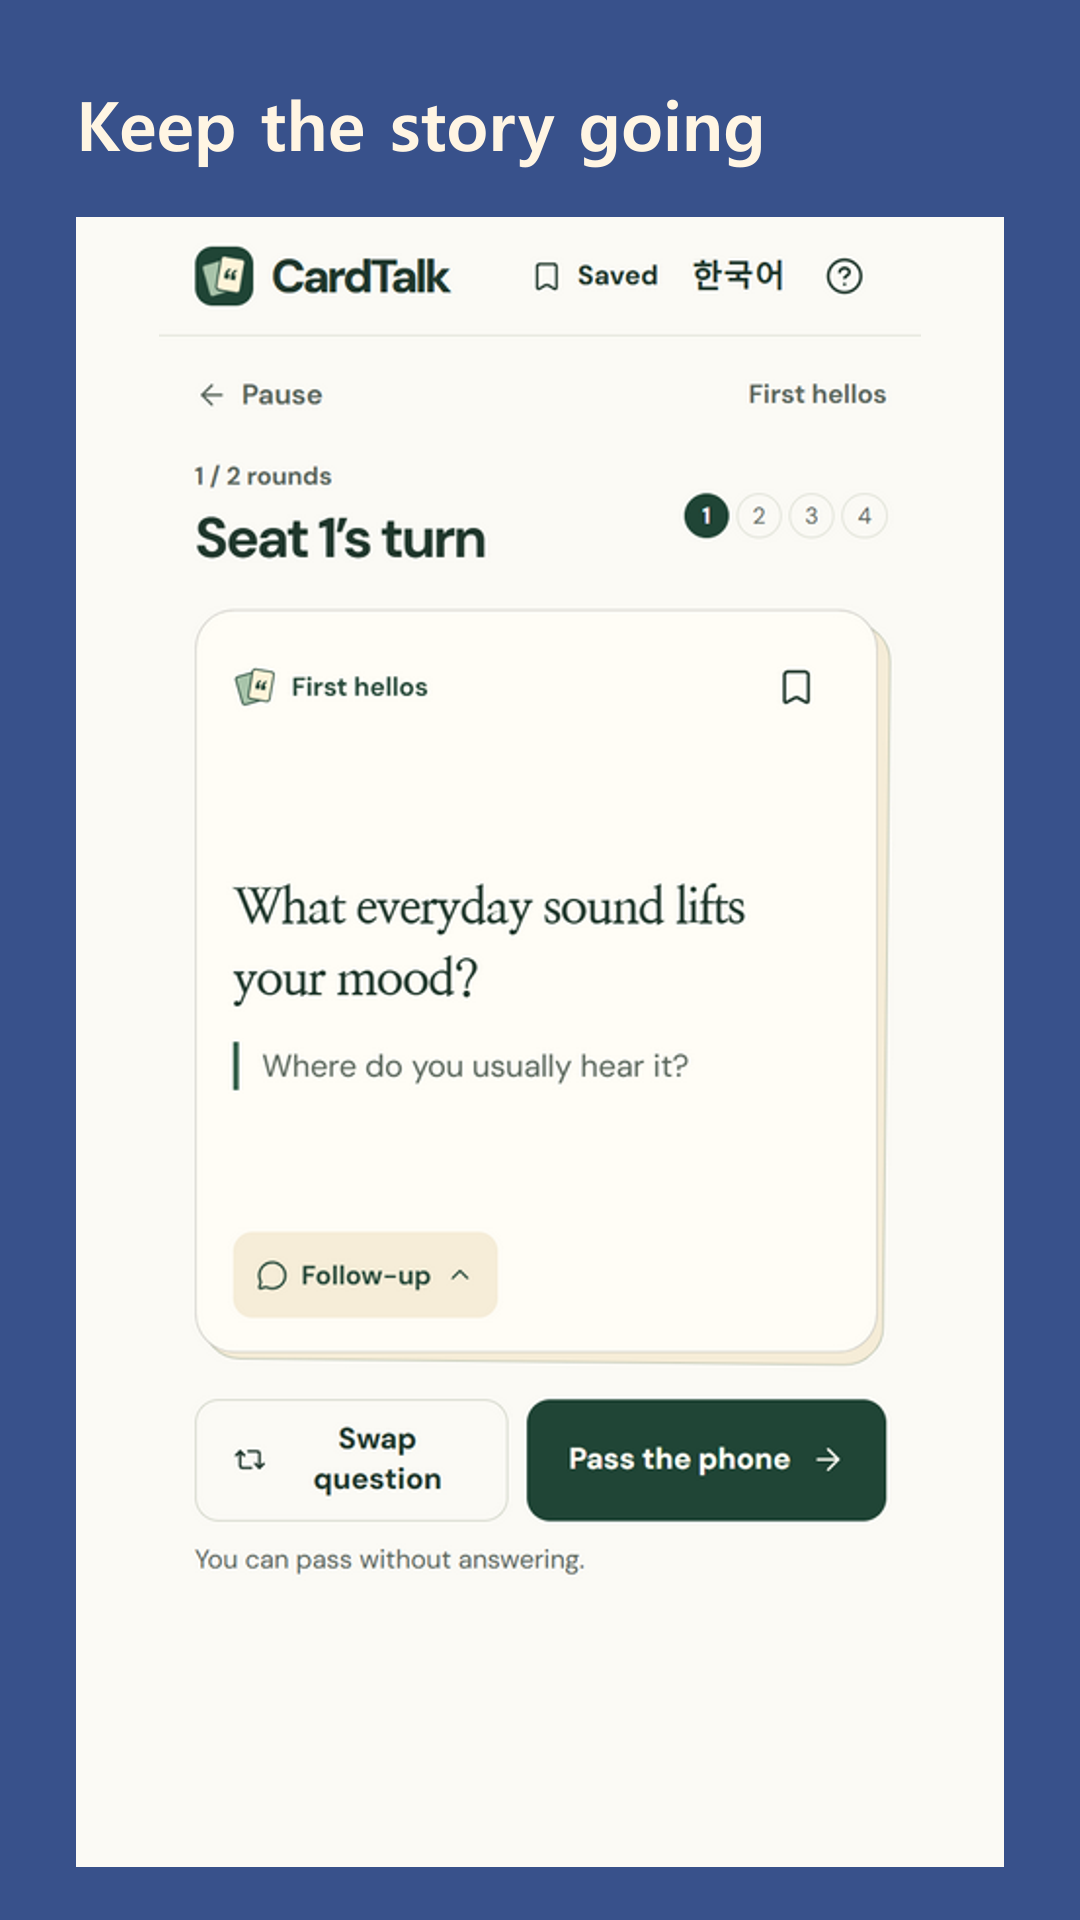 Keep the story going
CardTalk
Saved
한국어
Pause
First hellos
1 / 2 rounds
Seat 1’s turn
1 2 3 4
First hellos
What everyday sound lifts
your mood?
Where do you usually hear it?
Follow-up
Swap
question
Pass the phone
You can pass without answering.